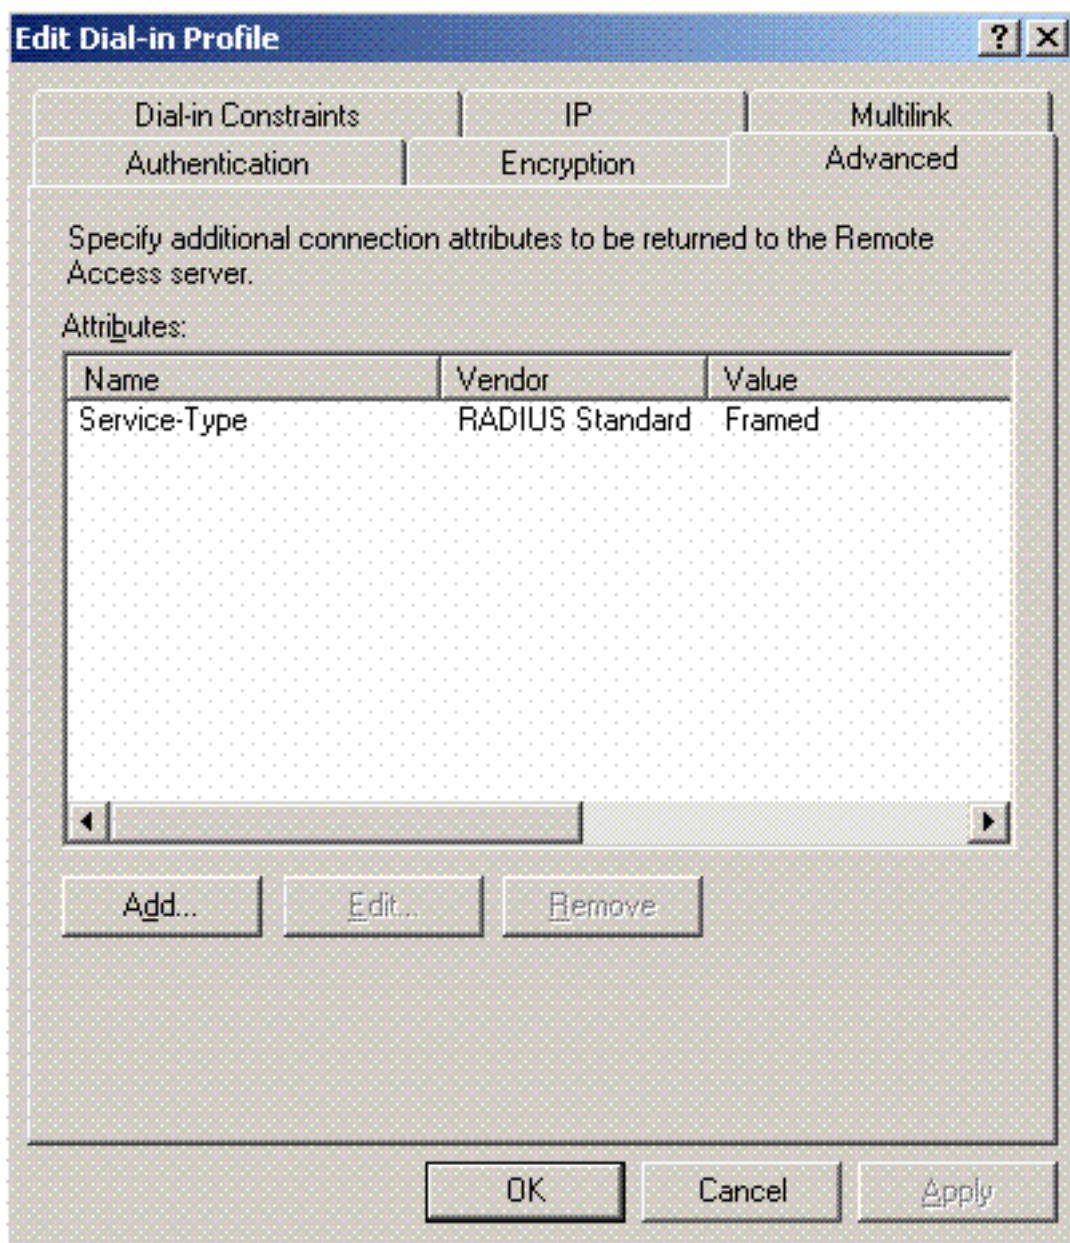 Edit Dial-in Profile
Dial-in Constraints IP Multilink
Authentication Encryption Advanced
Specify additional connection attributes to be returned to the Remote
Access server.
Attributes:
Name Vendor Value
Service-Type RADIUS Standard Framed
Add... Edit... Remove
OK Cancel Apply